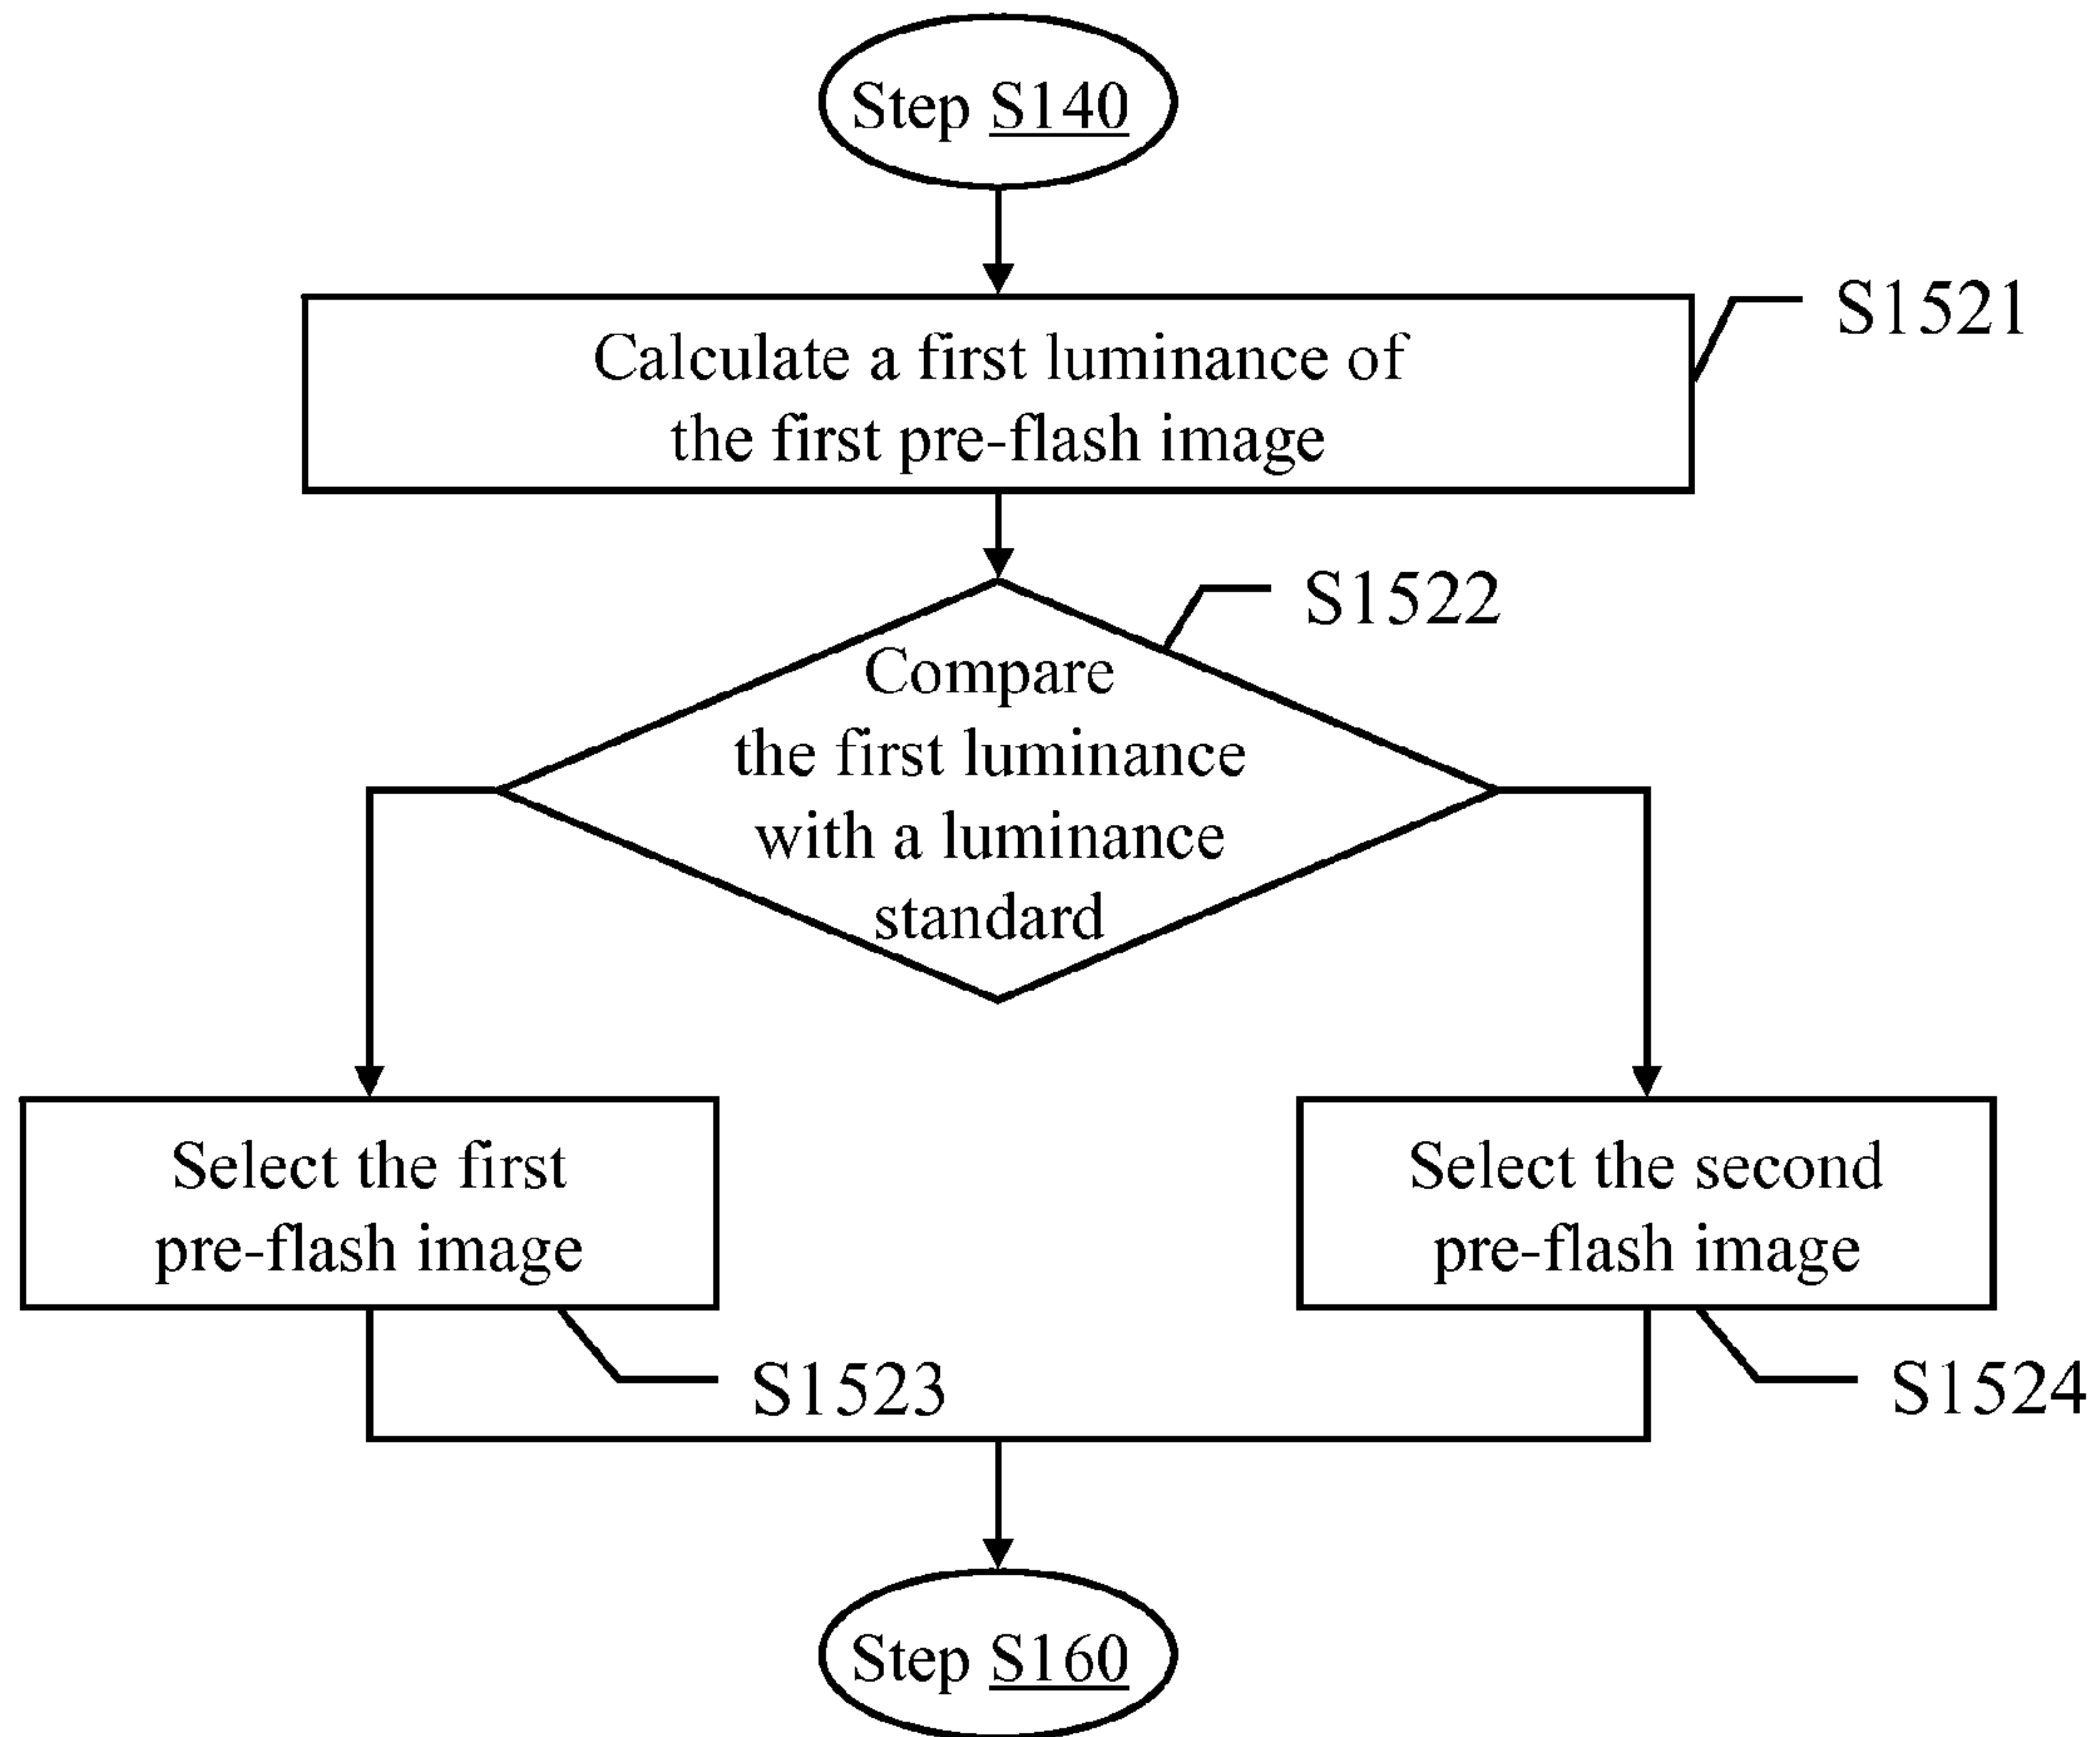 Step S140
Calculate a first luminance of
the first pre-flash image
S1521
Compare
the first luminance
with a luminance
standard
S1522
Select the first
pre-flash image
S1523
Select the second
pre-flash image
S1524
Step S160